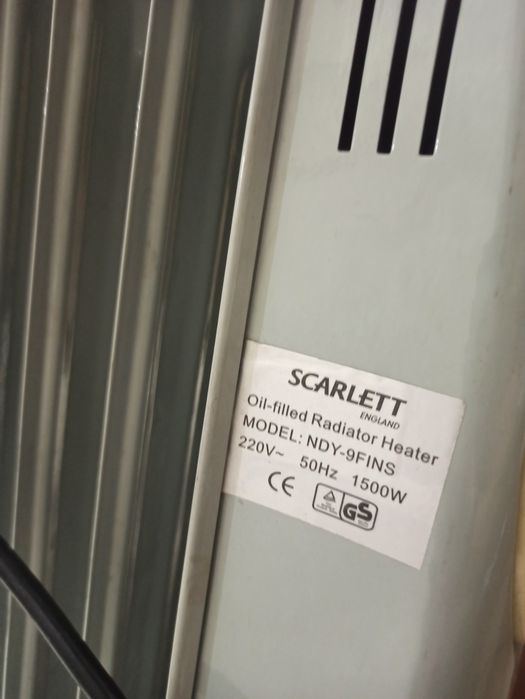 SCARLETT
ENGLAND
Oil-filled Radiator Heater
MODEL: NDY-9FINS
220V~ 50Hz 1500W
CE
GS